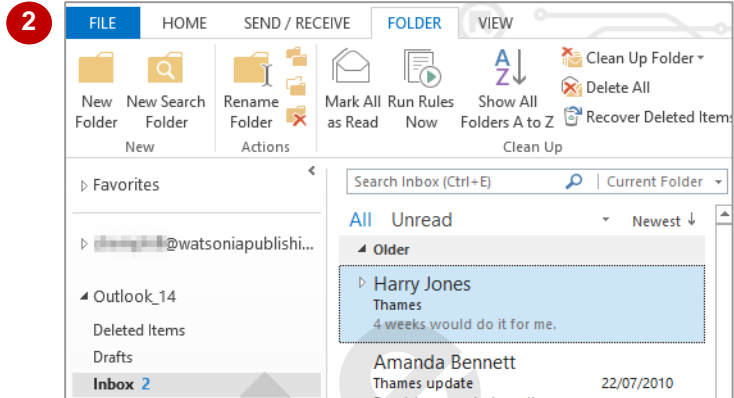 2
FILE HOME SEND / RECEIVE FOLDER VIEW
New Folder
New Search Folder
Rename Folder
Mark All as Read
Run Rules Now
Show All Folders A to Z
Clean Up Folder
Delete All
Recover Deleted Items
New Actions Clean Up
Favorites
@watsoniapublishi...
Outlook_14
Deleted Items
Drafts
Inbox 2
Search Inbox (Ctrl+E) Current Folder
All Unread Newest
Older
Harry Jones
Thames
4 weeks would do it for me.
Amanda Bennett
Thames update 22/07/2010